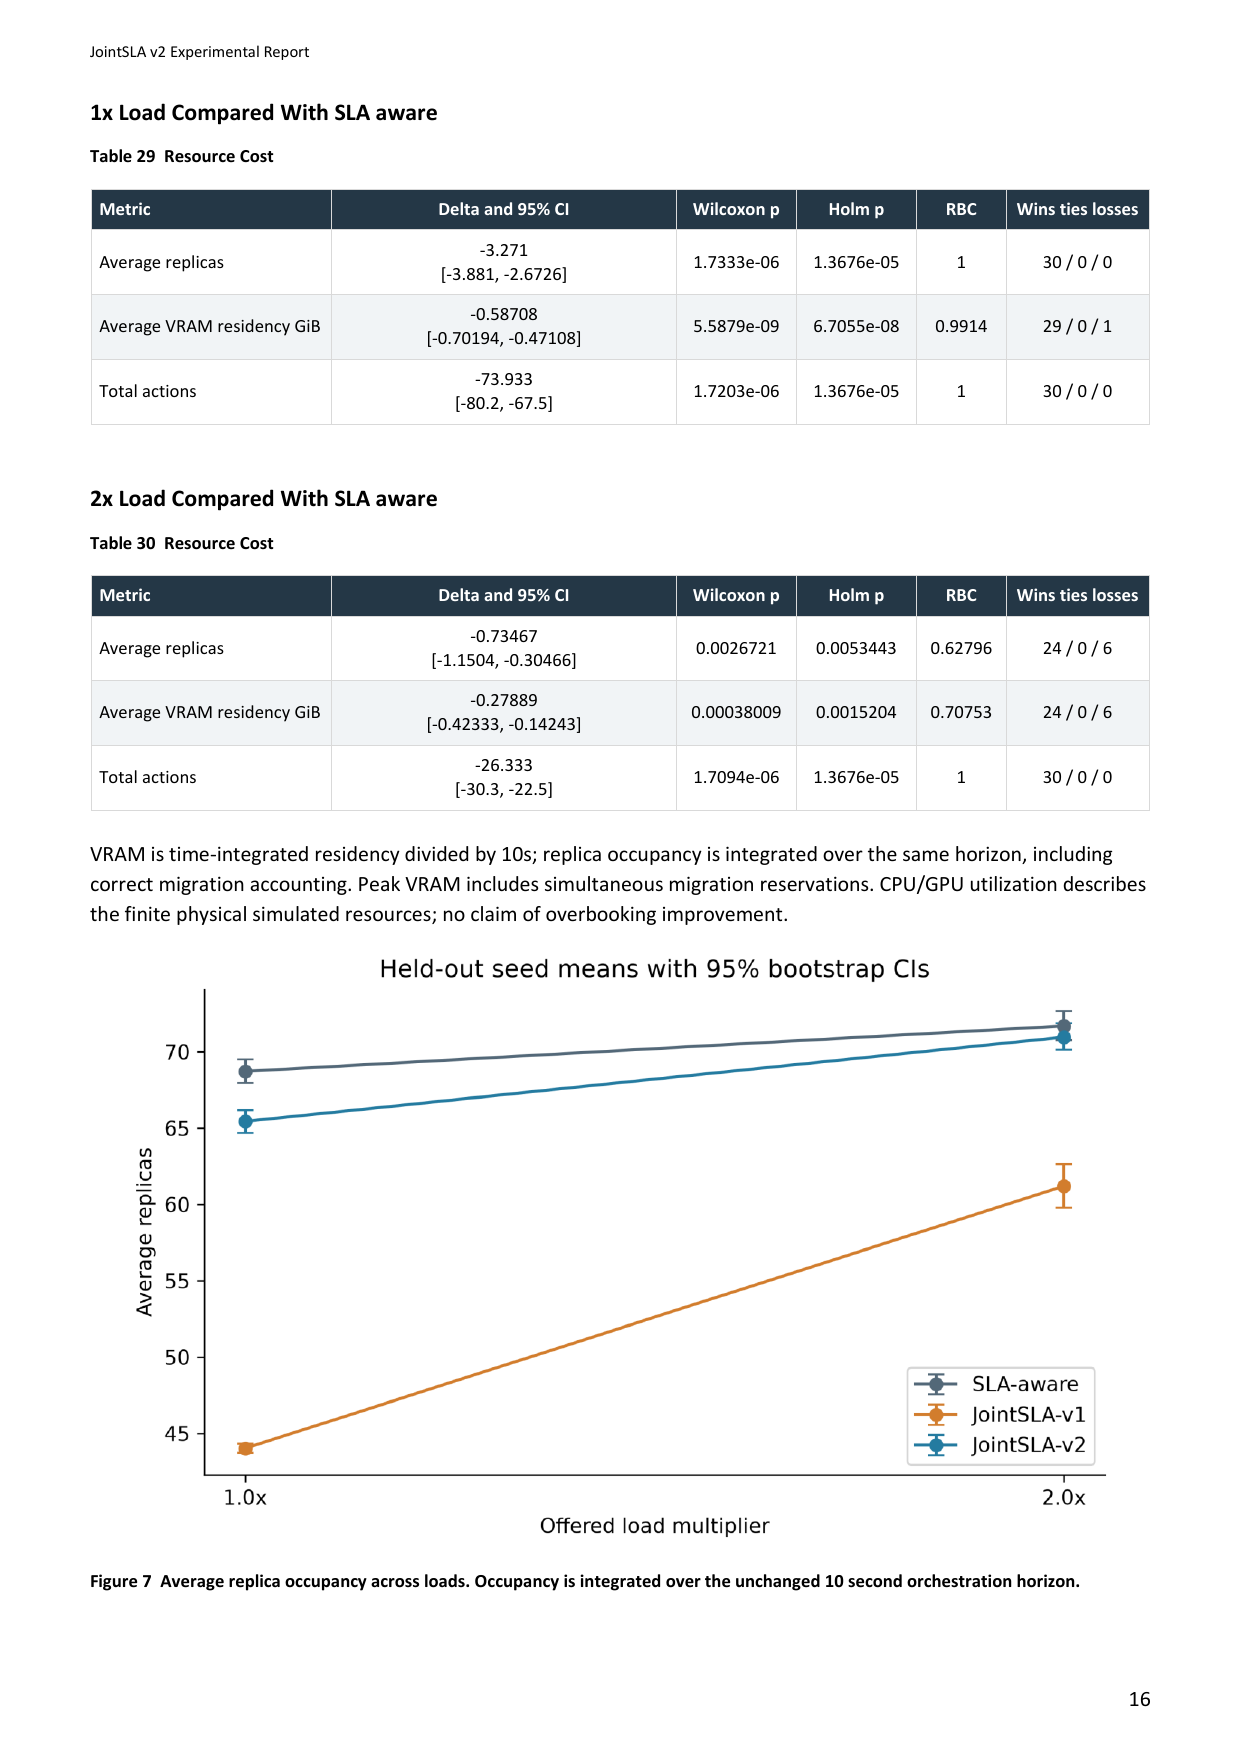 JointSLA v2 Experimental Report
1x Load Compared With SLA aware
Table 29  Resource Cost
Metric Delta and 95% CI Wilcoxon p Holm p RBC Wins ties losses
Average replicas -3.271 [-3.881, -2.6726] 1.7333e-06 1.3676e-05 1 30 / 0 / 0
Average VRAM residency GiB -0.58708 [-0.70194, -0.47108] 5.5879e-09 6.7055e-08 0.9914 29 / 0 / 1
Total actions -73.933 [-80.2, -67.5] 1.7203e-06 1.3676e-05 1 30 / 0 / 0
2x Load Compared With SLA aware
Table 30  Resource Cost
Metric Delta and 95% CI Wilcoxon p Holm p RBC Wins ties losses
Average replicas -0.73467 [-1.1504, -0.30466] 0.0026721 0.0053443 0.62796 24 / 0 / 6
Average VRAM residency GiB -0.27889 [-0.42333, -0.14243] 0.00038009 0.0015204 0.70753 24 / 0 / 6
Total actions -26.333 [-30.3, -22.5] 1.7094e-06 1.3676e-05 1 30 / 0 / 0
VRAM is time-integrated residency divided by 10s; replica occupancy is integrated over the same horizon, including
correct migration accounting. Peak VRAM includes simultaneous migration reservations. CPU/GPU utilization describes
the finite physical simulated resources; no claim of overbooking improvement.
Held-out seed means with 95% bootstrap CIs
70
65
60
55
50
45
Average replicas
SLA-aware
JointSLA-v1
JointSLA-v2
1.0x 2.0x
Offered load multiplier
Figure 7  Average replica occupancy across loads. Occupancy is integrated over the unchanged 10 second orchestration horizon.
16